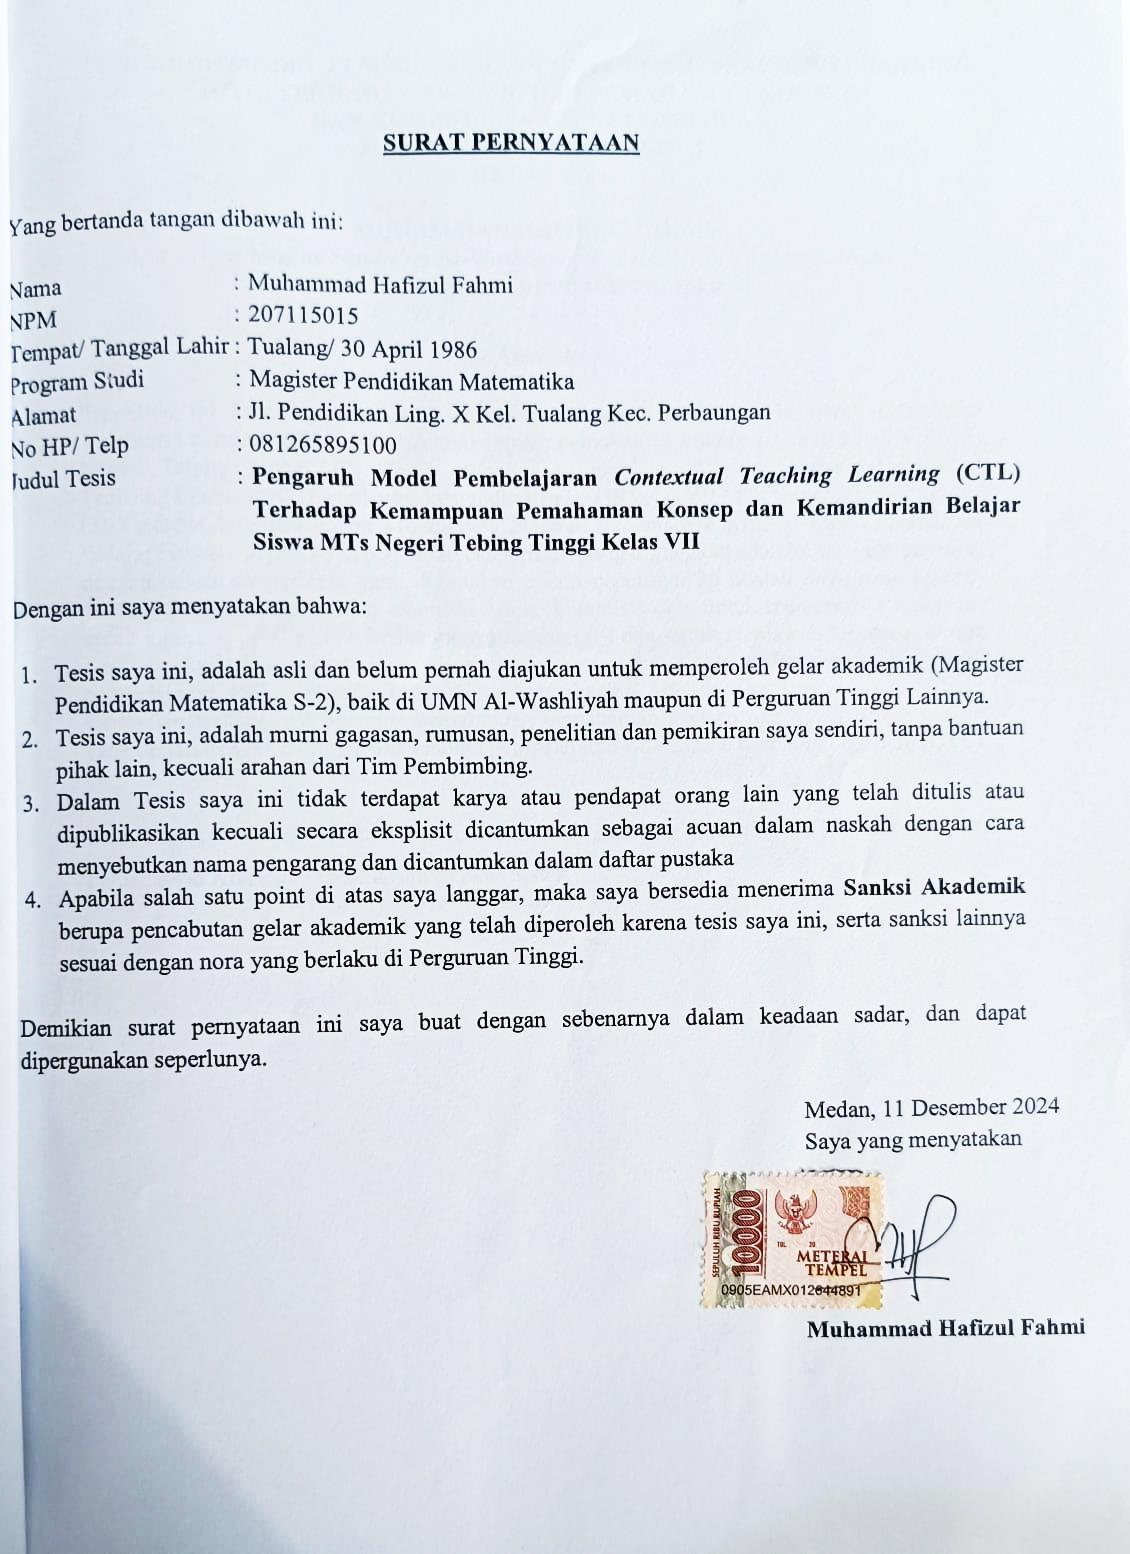 SURAT PERNYATAAN
Yang bertanda tangan dibawah ini:
Nama : Muhammad Hafizul Fahmi
NPM : 207115015
Tempat/ Tanggal Lahir : Tualang/ 30 April 1986
Program Studi : Magister Pendidikan Matematika
Alamat : Jl. Pendidikan Ling. X Kel. Tualang Kec. Perbaungan
No HP/ Telp : 081265895100
Judul Tesis : Pengaruh Model Pembelajaran Contextual Teaching Learning (CTL)
Terhadap Kemampuan Pemahaman Konsep dan Kemandirian Belajar
Siswa MTs Negeri Tebing Tinggi Kelas VII
Dengan ini saya menyatakan bahwa:
1. Tesis saya ini, adalah asli dan belum pernah diajukan untuk memperoleh gelar akademik (Magister
Pendidikan Matematika S-2), baik di UMN Al-Washliyah maupun di Perguruan Tinggi Lainnya.
2. Tesis saya ini, adalah murni gagasan, rumusan, penelitian dan pemikiran saya sendiri, tanpa bantuan
pihak lain, kecuali arahan dari Tim Pembimbing.
3. Dalam Tesis saya ini tidak terdapat karya atau pendapat orang lain yang telah ditulis atau
dipublikasikan kecuali secara eksplisit dicantumkan sebagai acuan dalam naskah dengan cara
menyebutkan nama pengarang dan dicantumkan dalam daftar pustaka
4. Apabila salah satu point di atas saya langgar, maka saya bersedia menerima Sanksi Akademik
berupa pencabutan gelar akademik yang telah diperoleh karena tesis saya ini, serta sanksi lainnya
sesuai dengan nora yang berlaku di Perguruan Tinggi.
Demikian surat pernyataan ini saya buat dengan sebenarnya dalam keadaan sadar, dan dapat
dipergunakan seperlunya.
Medan, 11 Desember 2024
Saya yang menyatakan
SEPULUH RIBU RUPIAH
10000
TGL 20
METERAI
TEMPEL
0905EAMX012644891
Muhammad Hafizul Fahmi